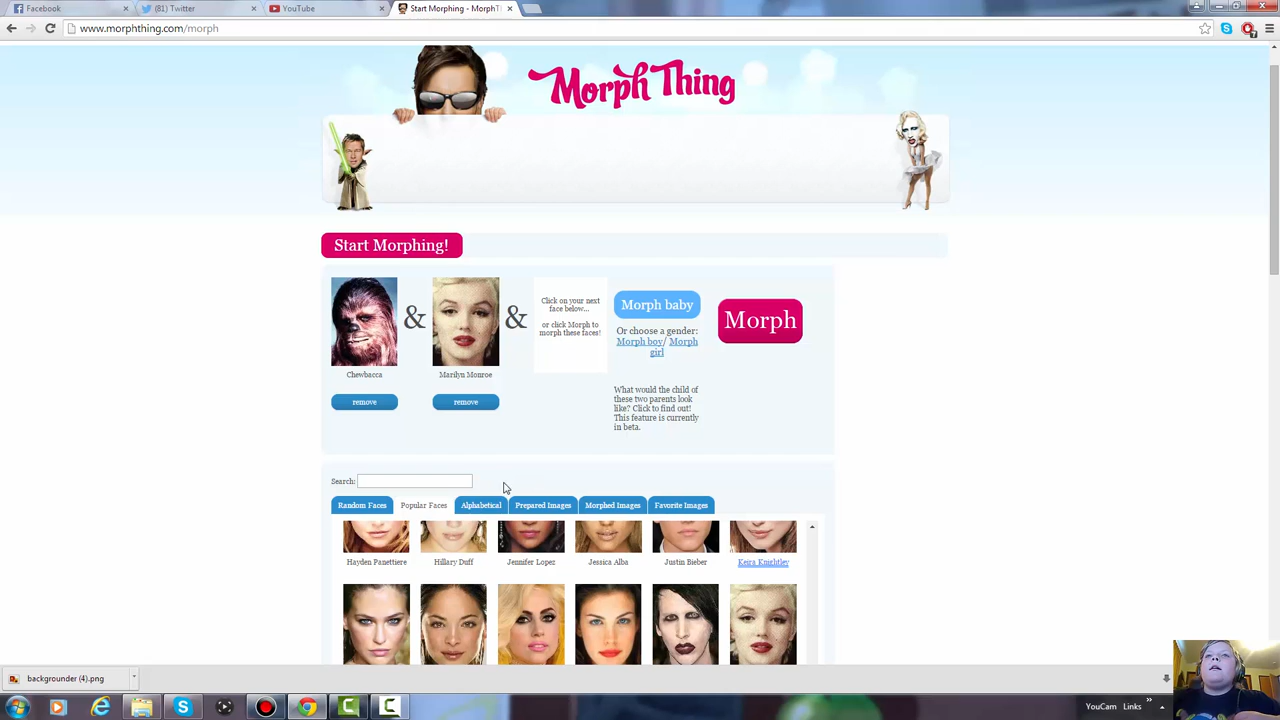 Facebook
(81) Twitter
YouTube
Start Morphing - MorphT
www.morphthing.com/morph
Morph Thing
Start Morphing!
&
&
Click on your next
face below...
or click Morph to
morph these faces!
Morph baby
Or choose a gender:
Morph boy/ Morph
girl
Morph
What would the child of
these two parents look
like? Click to find out!
This feature is currently
in beta.
Chewbacca
Marilyn Monroe
remove
remove
Search:
Random Faces
Popular Faces
Alphabetical
Prepared Images
Morphed Images
Favorite Images
Hayden Panettiere
Hillary Duff
Jennifer Lopez
Jessica Alba
Justin Bieber
Keira Knightley
backgrounder (4).png
YouCam
Links